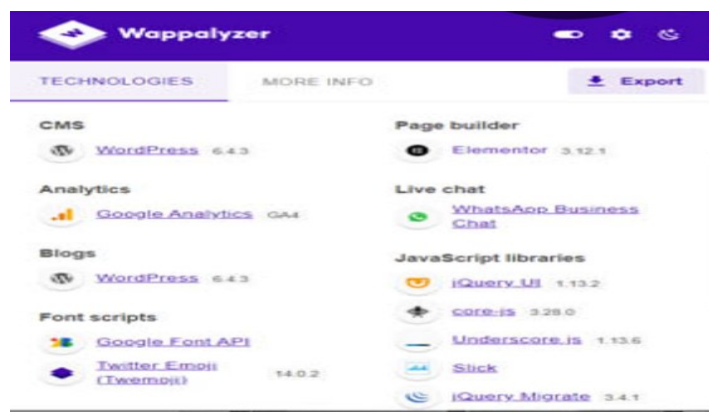 Wappalyzer
TECHNOLOGIES
MORE INFO
Export
CMS
WordPress 6.4.3
Analytics
Google Analytics GA4
Blogs
WordPress 6.4.3
Font scripts
Google Font API
Twitter Emoji
(Twemoji) 14.0.2
Page builder
Elementor 3.12.1
Live chat
WhatsApp Business
Chat
JavaScript libraries
jQuery UI 1.13.2
core-js 3.28.0
Underscore.js 1.13.6
Slick
jQuery Migrate 3.4.1